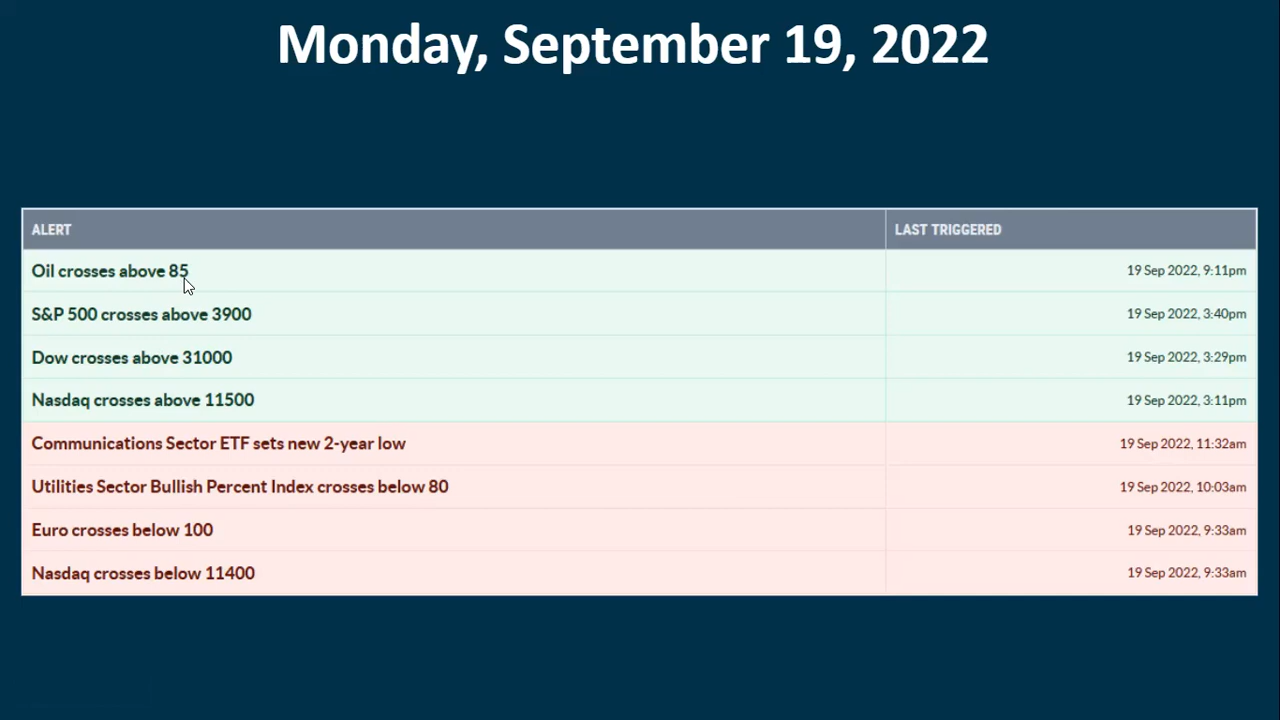 Monday, September 19, 2022
ALERT LAST TRIGGERED
Oil crosses above 85 19 Sep 2022, 9:11pm
S&P 500 crosses above 3900 19 Sep 2022, 3:40pm
Dow crosses above 31000 19 Sep 2022, 3:29pm
Nasdaq crosses above 11500 19 Sep 2022, 3:11pm
Communications Sector ETF sets new 2-year low 19 Sep 2022, 11:32am
Utilities Sector Bullish Percent Index crosses below 80 19 Sep 2022, 10:03am
Euro crosses below 100 19 Sep 2022, 9:33am
Nasdaq crosses below 11400 19 Sep 2022, 9:33am